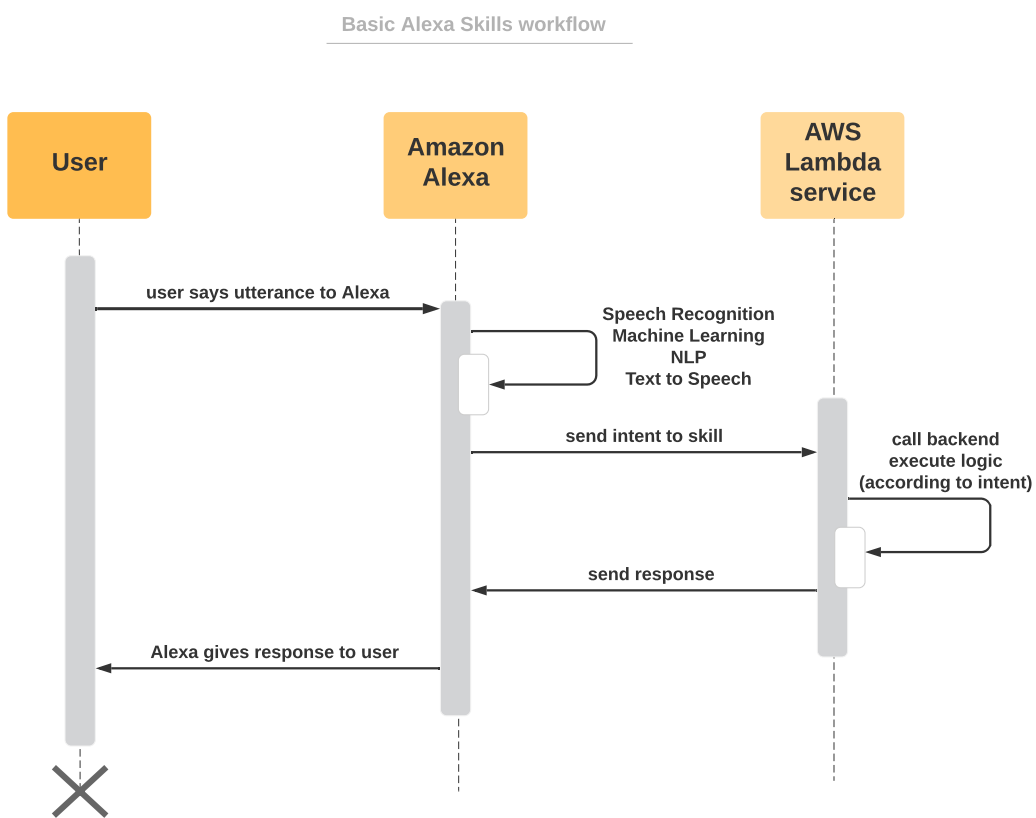 Basic Alexa Skills workflow
User
Amazon
Alexa
AWS
Lambda
service
user says utterance to Alexa
Speech Recognition
Machine Learning
NLP
Text to Speech
send intent to skill
call backend
execute logic
(according to intent)
send response
Alexa gives response to user